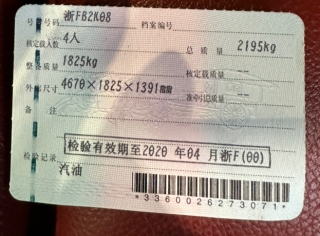 号牌号码 浙FB2K08 档案编号
核定载人数 4人 总质量 2195kg
整备质量 1825kg 核定载质量 --
外廓尺寸 4670×1825×1391mm 准牵引总质量 --
备注
检验有效期至2020 年04 月浙F(00)
检验记录
汽油
*3360026273071*